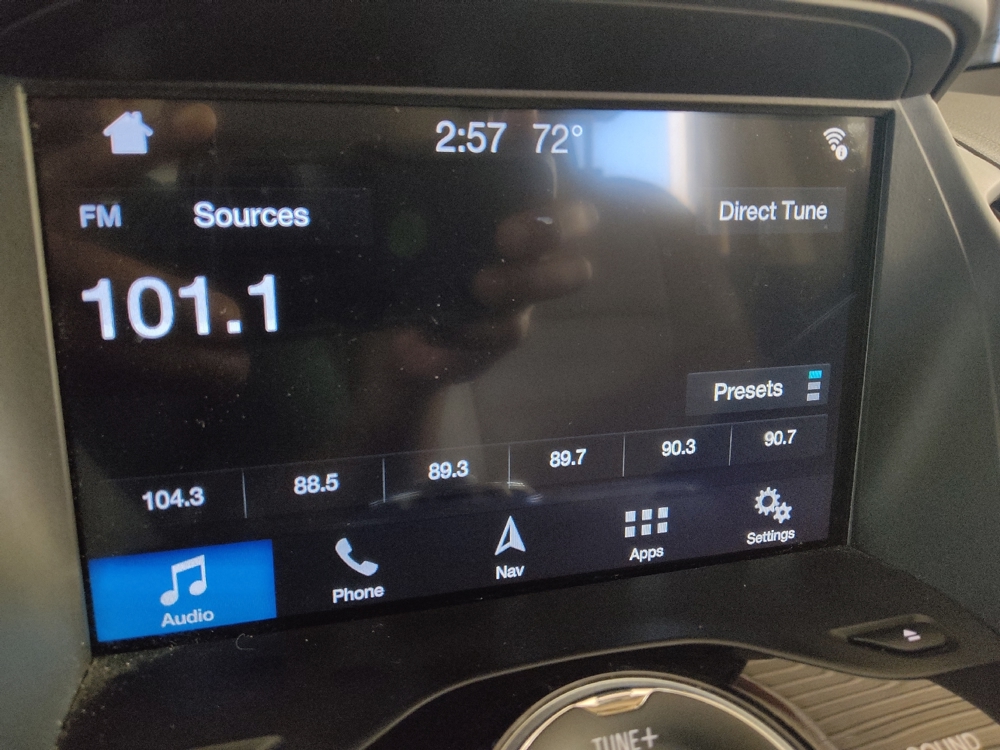 2:57 72°
FM Sources Direct Tune
101.1
Presets
104.3 88.5 89.3 89.7 90.3 90.7
Audio Phone Nav Apps Settings
TUNE+